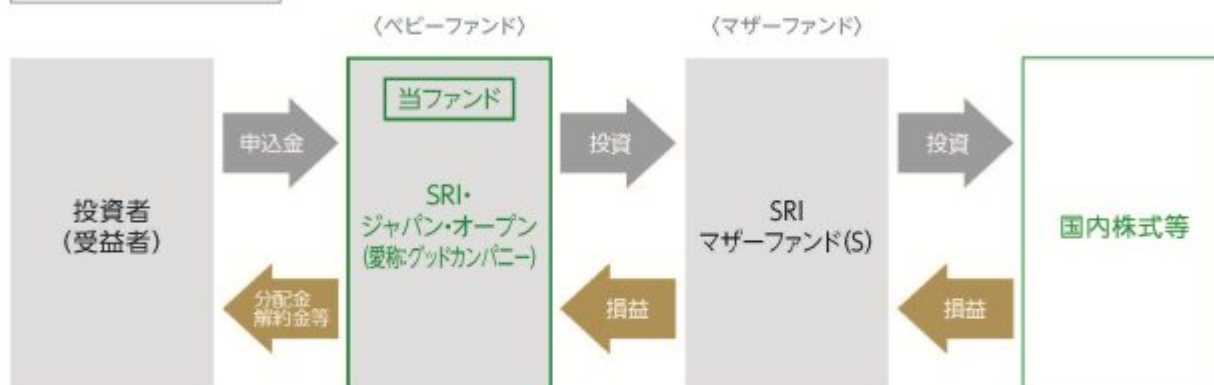 〈ベビーファンド〉
〈マザーファンド〉
投資者
(受益者)
申込金
分配金
解約金等
当ファンド
SRI・
ジャパン・オープン
(愛称:グッドカンパニー)
投資
損益
SRI
マザーファンド(S)
投資
損益
国内株式等